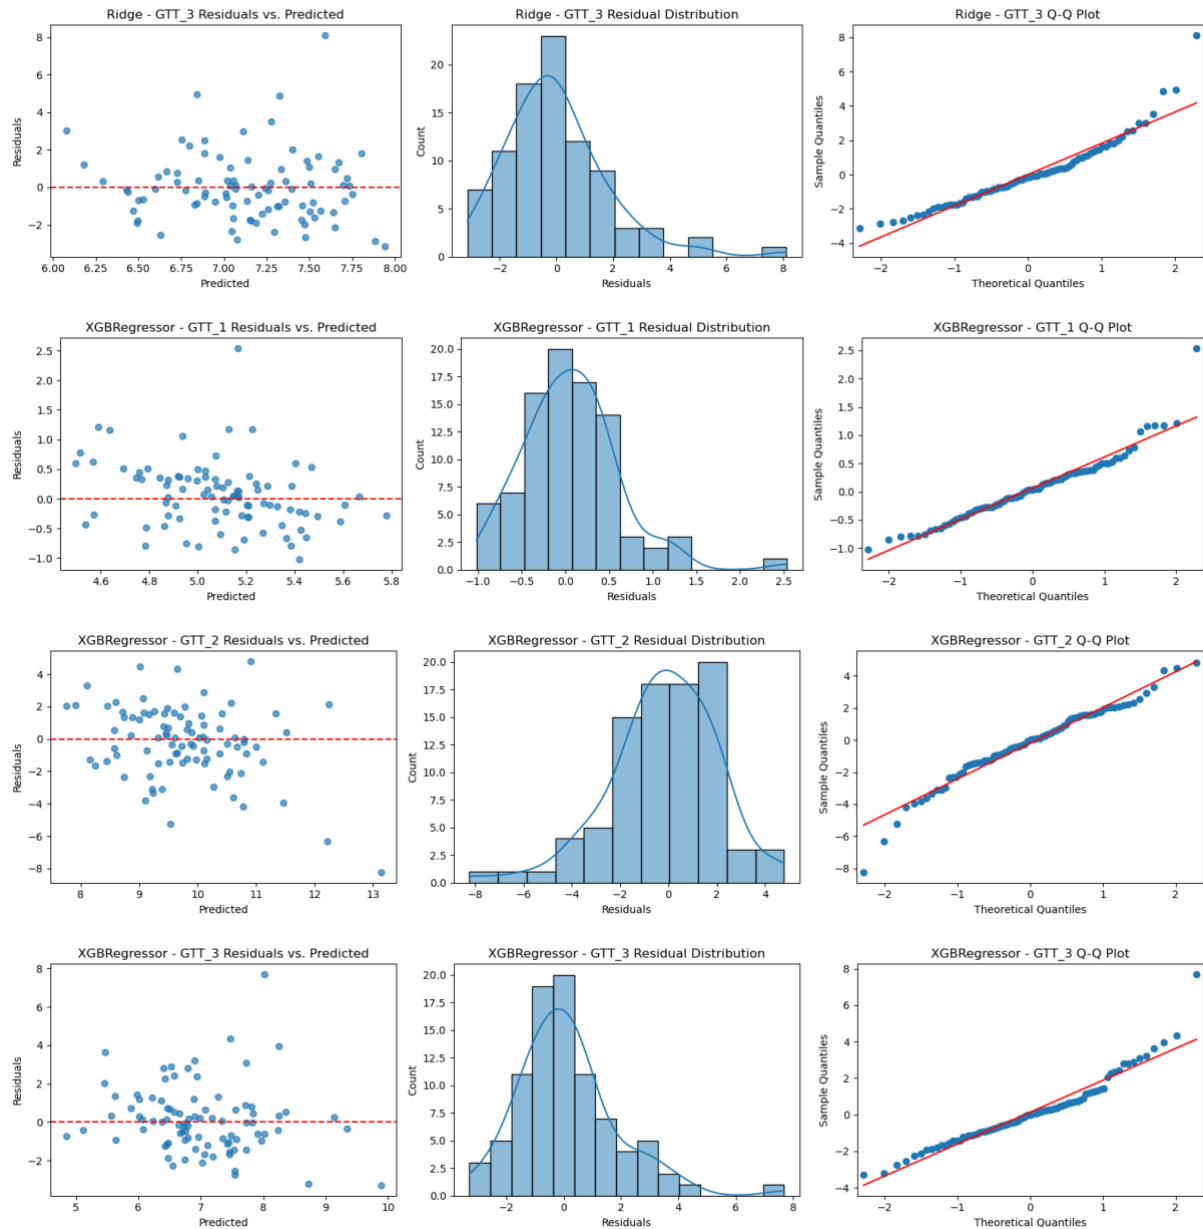 Ridge - GTT_3 Residuals vs. Predicted
8
6
4
2
0
−2
Residuals
6.00 6.25 6.50 6.75 7.00 7.25 7.50 7.75 8.00
Predicted
Ridge - GTT_3 Residual Distribution
20
15
10
5
0
Count
−2 0 2 4 6 8
Residuals
Ridge - GTT_3 Q-Q Plot
8
6
4
2
0
−2
−4
Sample Quantiles
−2 −1 0 1 2
Theoretical Quantiles
XGBRegressor - GTT_1 Residuals vs. Predicted
2.5
2.0
1.5
1.0
0.5
0.0
−0.5
−1.0
Residuals
4.6 4.8 5.0 5.2 5.4 5.6 5.8
Predicted
XGBRegressor - GTT_1 Residual Distribution
20.0
17.5
15.0
12.5
10.0
7.5
5.0
2.5
0.0
Count
−1.0 −0.5 0.0 0.5 1.0 1.5 2.0 2.5
Residuals
XGBRegressor - GTT_1 Q-Q Plot
2.5
2.0
1.5
1.0
0.5
0.0
−0.5
−1.0
Sample Quantiles
−2 −1 0 1 2
Theoretical Quantiles
XGBRegressor - GTT_2 Residuals vs. Predicted
4
2
0
−2
−4
−6
−8
Residuals
8 9 10 11 12 13
Predicted
XGBRegressor - GTT_2 Residual Distribution
20.0
17.5
15.0
12.5
10.0
7.5
5.0
2.5
0.0
Count
−8 −6 −4 −2 0 2 4
Residuals
XGBRegressor - GTT_2 Q-Q Plot
4
2
0
−2
−4
−6
−8
Sample Quantiles
−2 −1 0 1 2
Theoretical Quantiles
XGBRegressor - GTT_3 Residuals vs. Predicted
8
6
4
2
0
−2
Residuals
5 6 7 8 9 10
Predicted
XGBRegressor - GTT_3 Residual Distribution
20.0
17.5
15.0
12.5
10.0
7.5
5.0
2.5
0.0
Count
−2 0 2 4 6 8
Residuals
XGBRegressor - GTT_3 Q-Q Plot
8
6
4
2
0
−2
−4
Sample Quantiles
−2 −1 0 1 2
Theoretical Quantiles